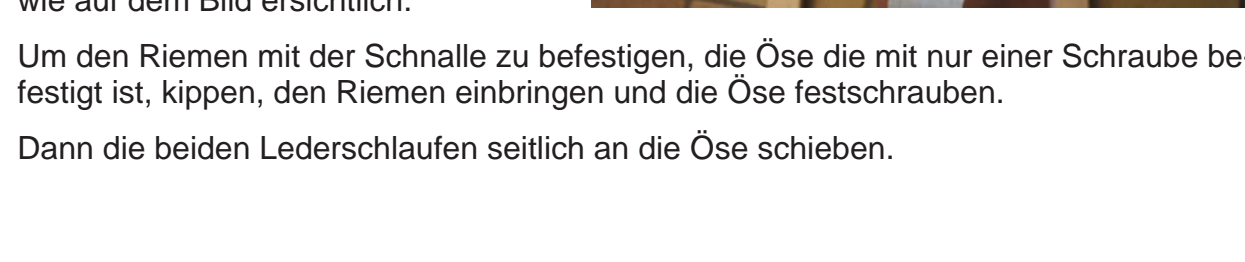 wie auf dem Bild ersichtlich.
Um den Riemen mit der Schnalle zu befestigen, die Öse die mit nur einer Schraube be-
festigt ist, kippen, den Riemen einbringen und die Öse festschrauben.
Dann die beiden Lederschlaufen seitlich an die Öse schieben.